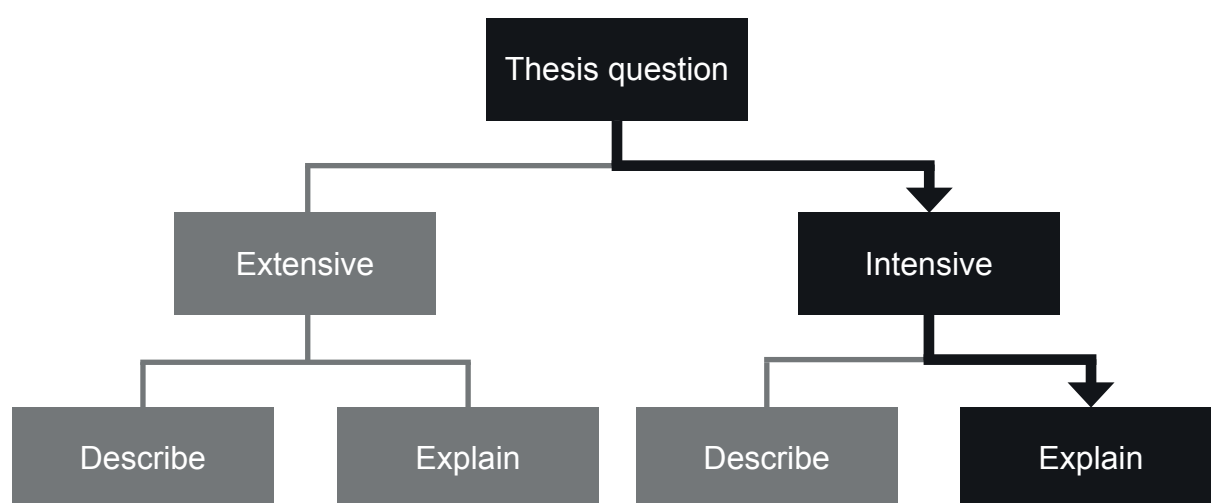 Thesis question
Extensive
Intensive
Describe
Explain
Describe
Explain